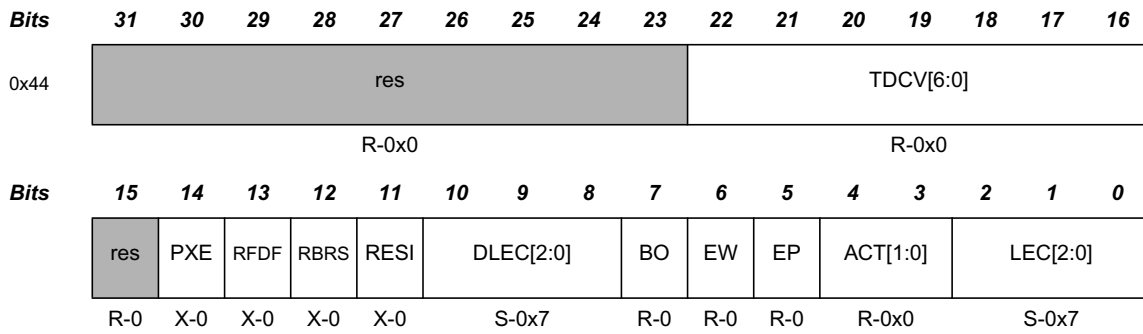 Bits 31 30 29 28 27 26 25 24 23 22 21 20 19 18 17 16
0x44 res TDCV[6:0]
R-0x0 R-0x0
Bits 15 14 13 12 11 10 9 8 7 6 5 4 3 2 1 0
res PXE RFDF RBRS RESI DLEC[2:0] BO EW EP ACT[1:0] LEC[2:0]
R-0 X-0 X-0 X-0 X-0 S-0x7 R-0 R-0 R-0 R-0x0 S-0x7